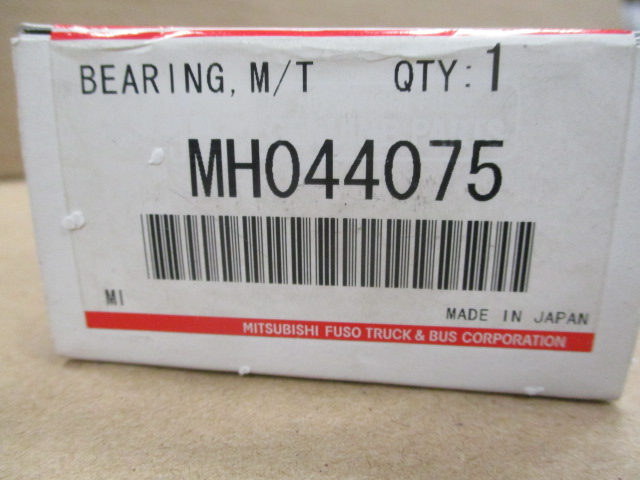 BEARING, M/T QTY: 1
MH044075
MI
MADE IN JAPAN
MITSUBISHI FUSO TRUCK & BUS CORPORATION